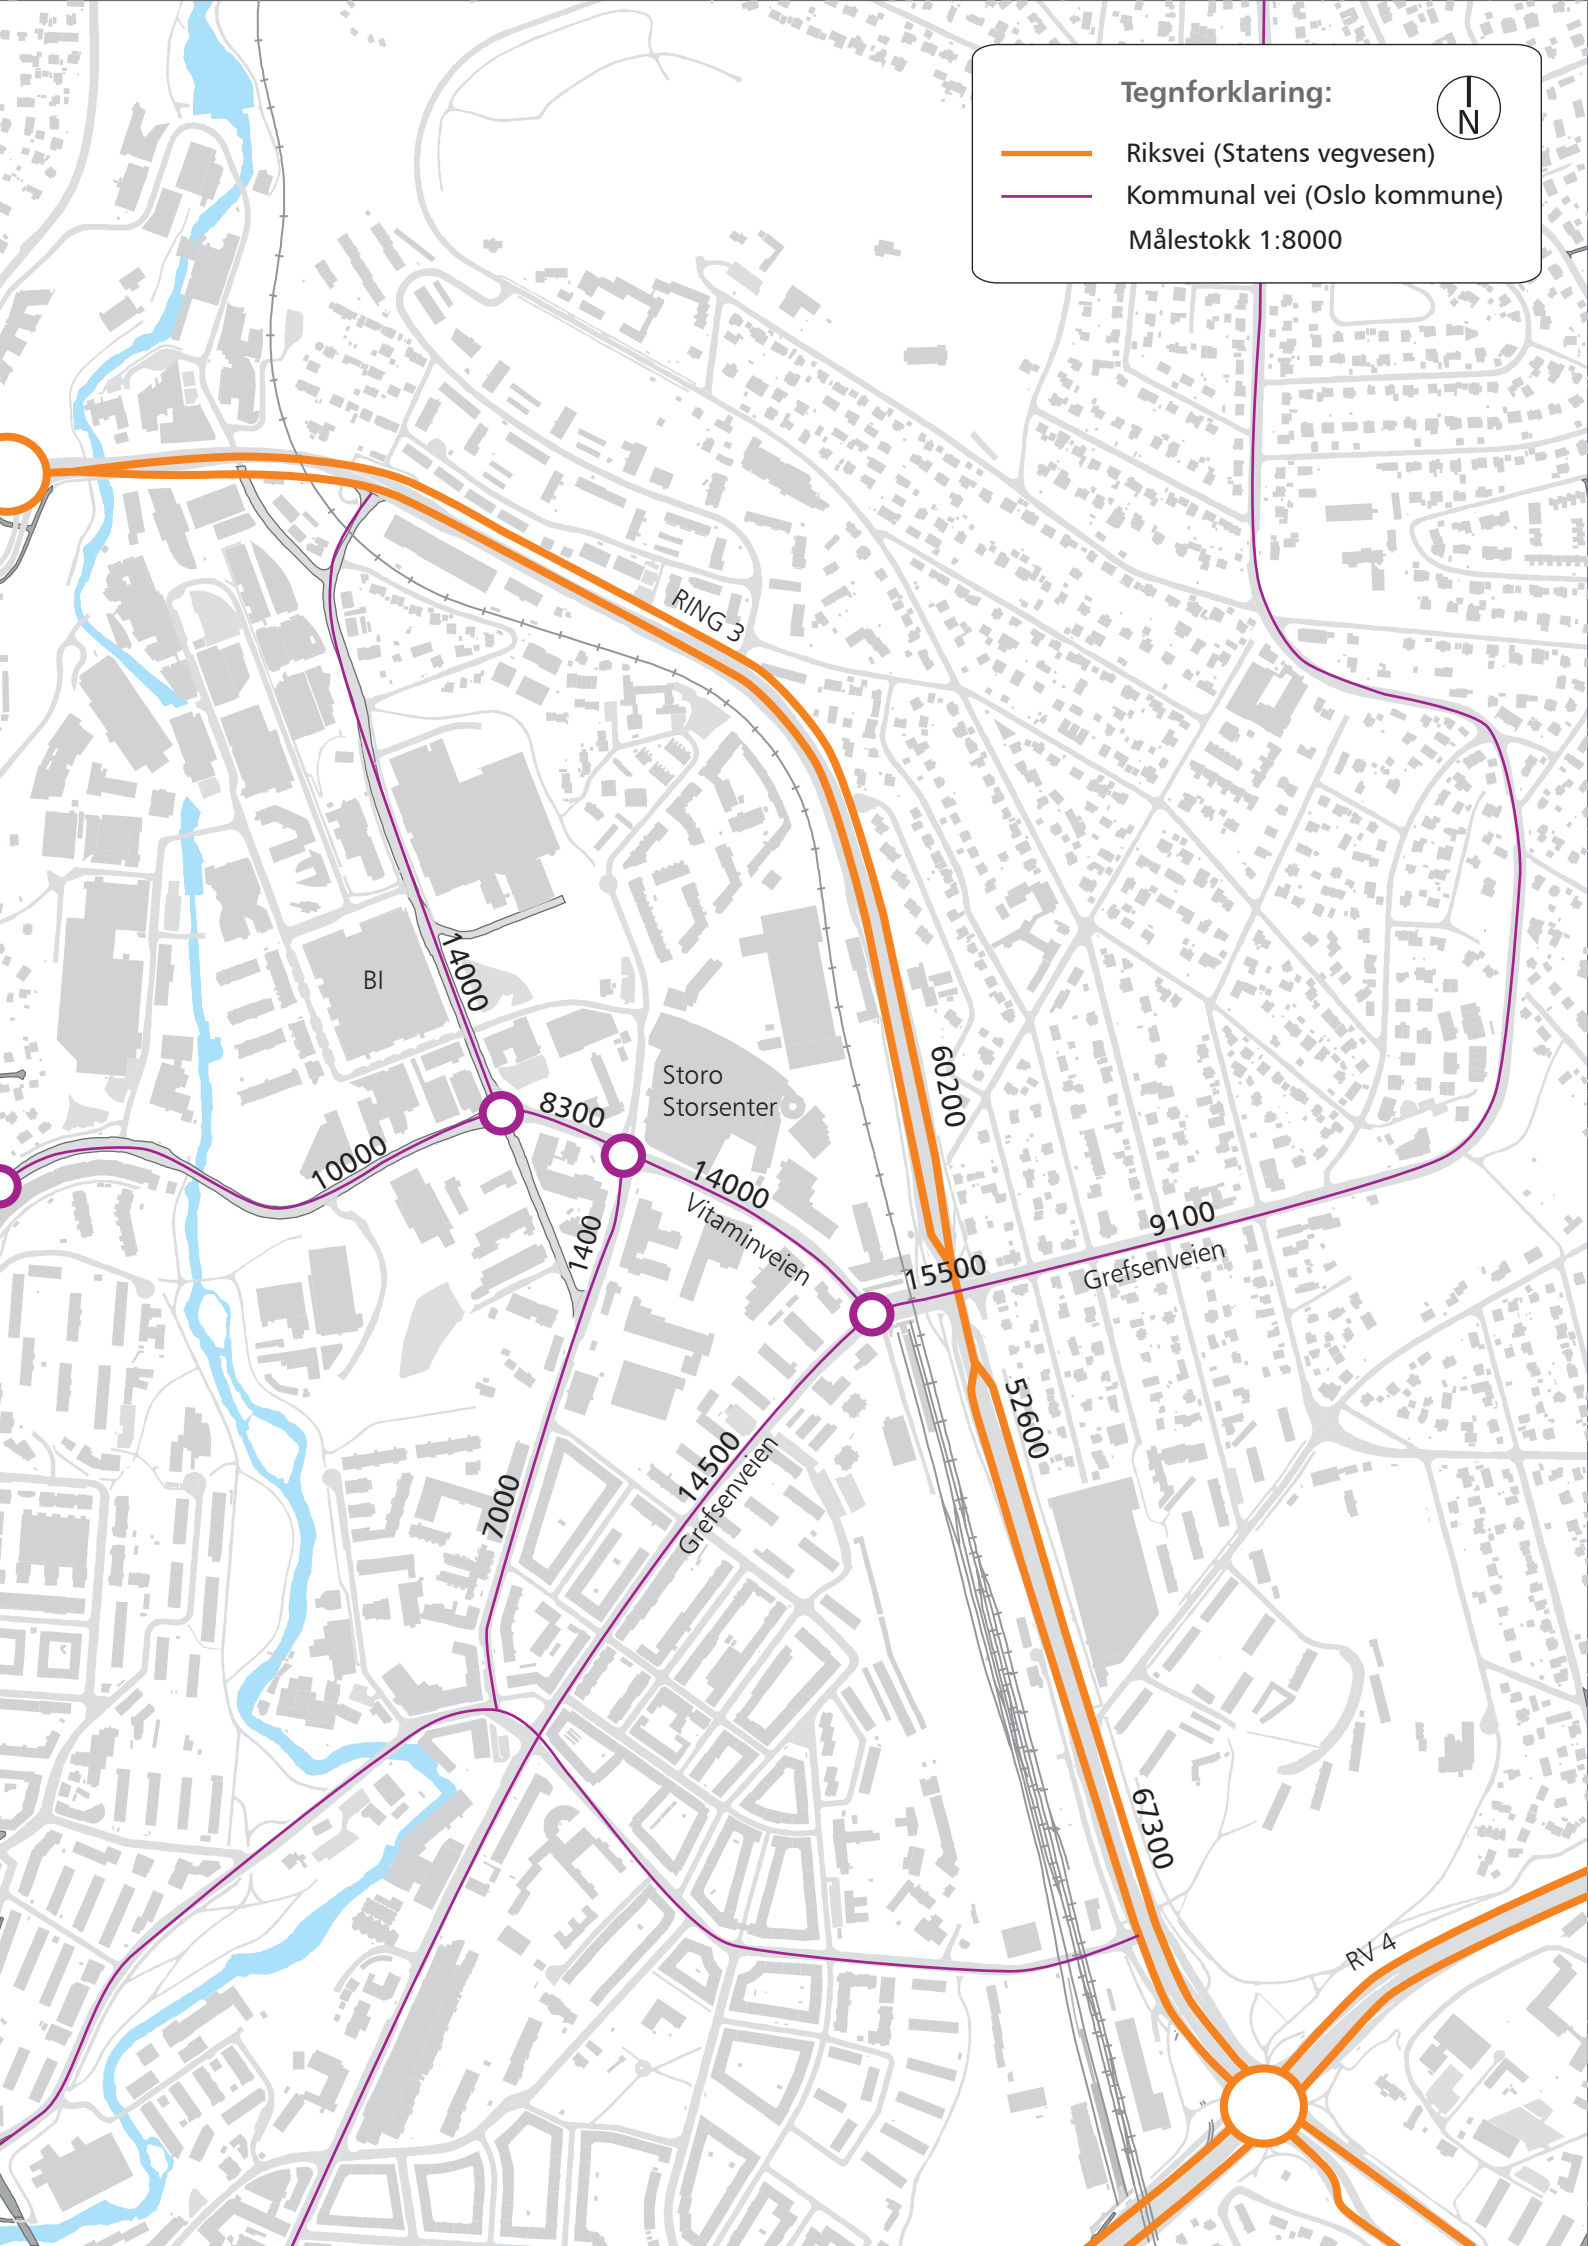 Tegnforklaring:
N
Riksvei (Statens vegvesen)
Kommunal vei (Oslo kommune)
Målestokk 1:8000
RING 3
14000
BI
60200
Storo
Storsenter
8300
10000
14000
Vitaminveien
1400
9100
Grefsenveien
15500
52600
14500
Grefsenveien
7000
67300
RV 4